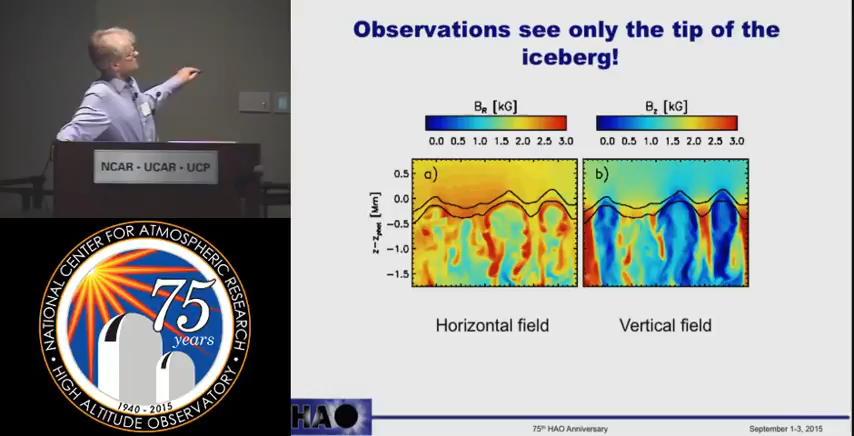 Observations see only the tip of the
iceberg!
B_R [kG]
0.0 0.5 1.0 1.5 2.0 2.5 3.0
B_z [kG]
0.0 0.5 1.0 1.5 2.0 2.5 3.0
a)
b)
z-z_phot [Mm]
0.5
0.0
-0.5
-1.0
-1.5
Horizontal field
Vertical field
NCAR - UCAR - UCP
NATIONAL CENTER FOR ATMOSPHERIC RESEARCH
75
years
1940 - 2015
HIGH ALTITUDE OBSERVATORY
HAO
75th HAO Anniversary
September 1-3, 2015